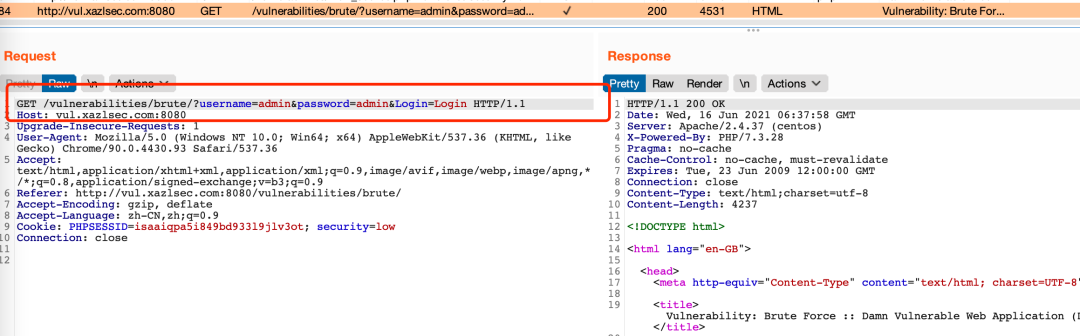 84 http://vul.xazlsec.com:8080 GET /vulnerabilities/brute/?username=admin&password=ad... ✓ 200 4531 HTML Vulnerability: Brute For...
Request
Pretty Raw \n Actions
1 GET /vulnerabilities/brute/?username=admin&password=admin&Login=Login HTTP/1.1
2 Host: vul.xazlsec.com:8080
3 Upgrade-Insecure-Requests: 1
4 User-Agent: Mozilla/5.0 (Windows NT 10.0; Win64; x64) AppleWebKit/537.36 (KHTML, like
Gecko) Chrome/90.0.4430.93 Safari/537.36
5 Accept:
text/html,application/xhtml+xml,application/xml;q=0.9,image/avif,image/webp,image/apng,*
/*;q=0.8,application/signed-exchange;v=b3;q=0.9
6 Referer: http://vul.xazlsec.com:8080/vulnerabilities/brute/
7 Accept-Encoding: gzip, deflate
8 Accept-Language: zh-CN,zh;q=0.9
9 Cookie: PHPSESSID=isaaiqpa5i849bd933l9jlv3ot; security=low
10 Connection: close
11
12
Response
Pretty Raw Render \n Actions
1 HTTP/1.1 200 OK
2 Date: Wed, 16 Jun 2021 06:37:58 GMT
3 Server: Apache/2.4.37 (centos)
4 X-Powered-By: PHP/7.3.28
5 Pragma: no-cache
6 Cache-Control: no-cache, must-revalidate
7 Expires: Tue, 23 Jun 2009 12:00:00 GMT
8 Connection: close
9 Content-Type: text/html;charset=utf-8
10 Content-Length: 4237
11
12 <!DOCTYPE html>
13
14 <html lang="en-GB">
15
16 <head>
17 <meta http-equiv="Content-Type" content="text/html; charset=UTF-8"
18
19 <title>
Vulnerability: Brute Force :: Damn Vulnerable Web Application (D
</title>